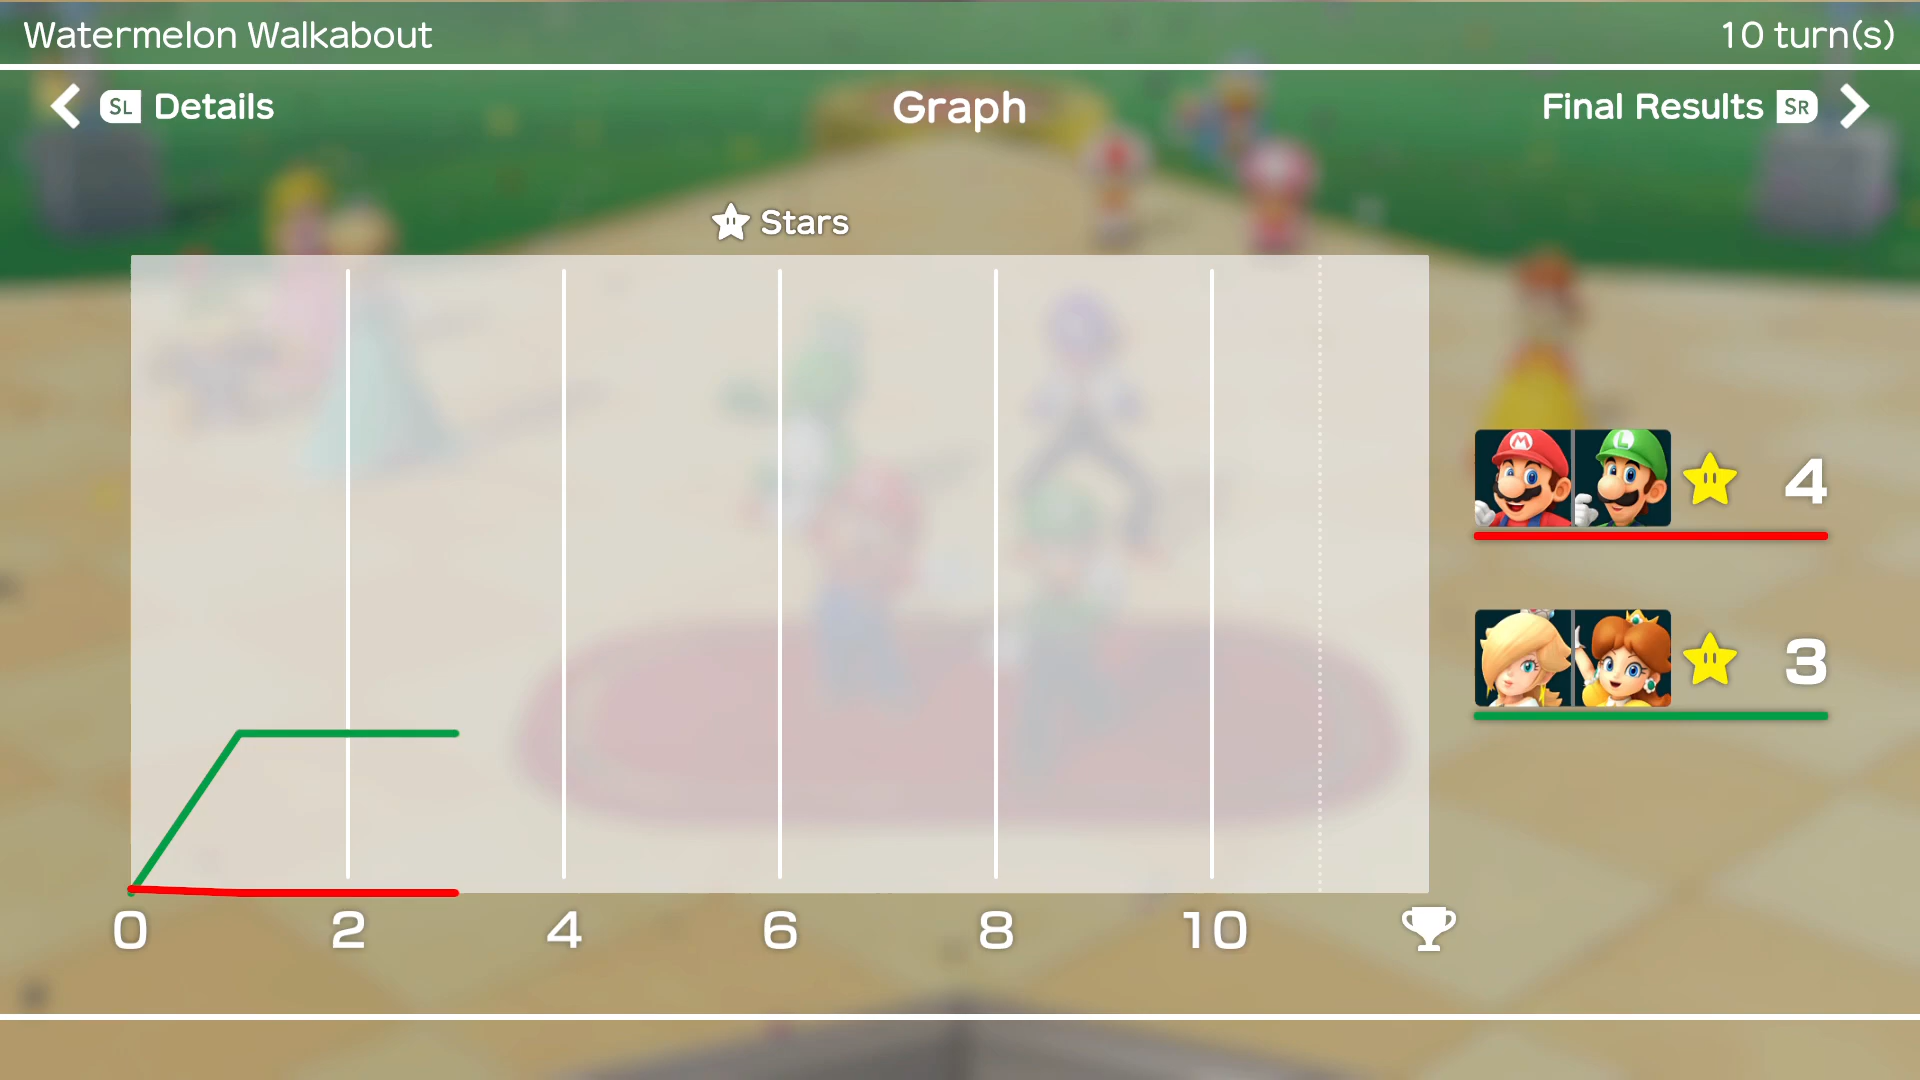 Watermelon Walkabout
10 turn(s)
SL Details
Graph
Final Results SR
Stars
4
3
0 2 4 6 8 10